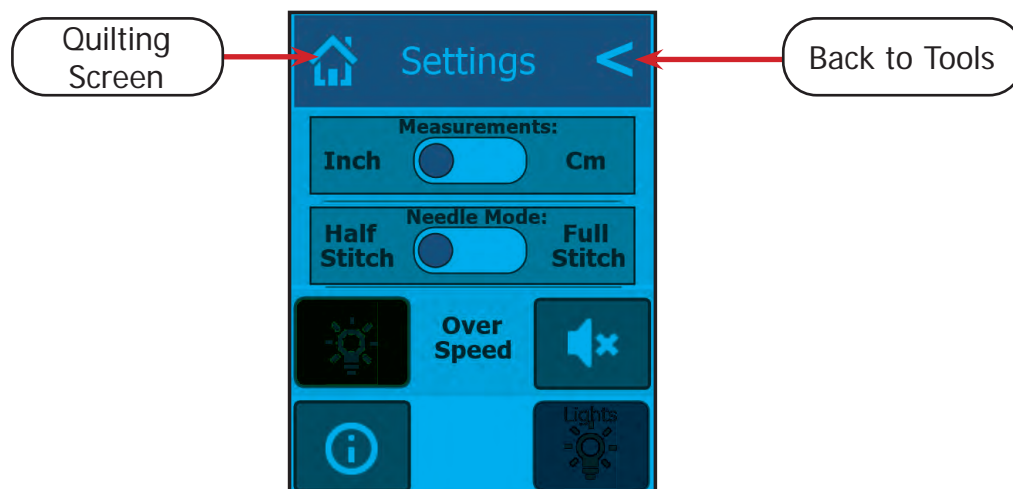 Quilting
Screen
Settings
<
Back to Tools
Measurements:
Inch
Cm
Needle Mode:
Half
Stitch
Full
Stitch
Over
Speed
Lights